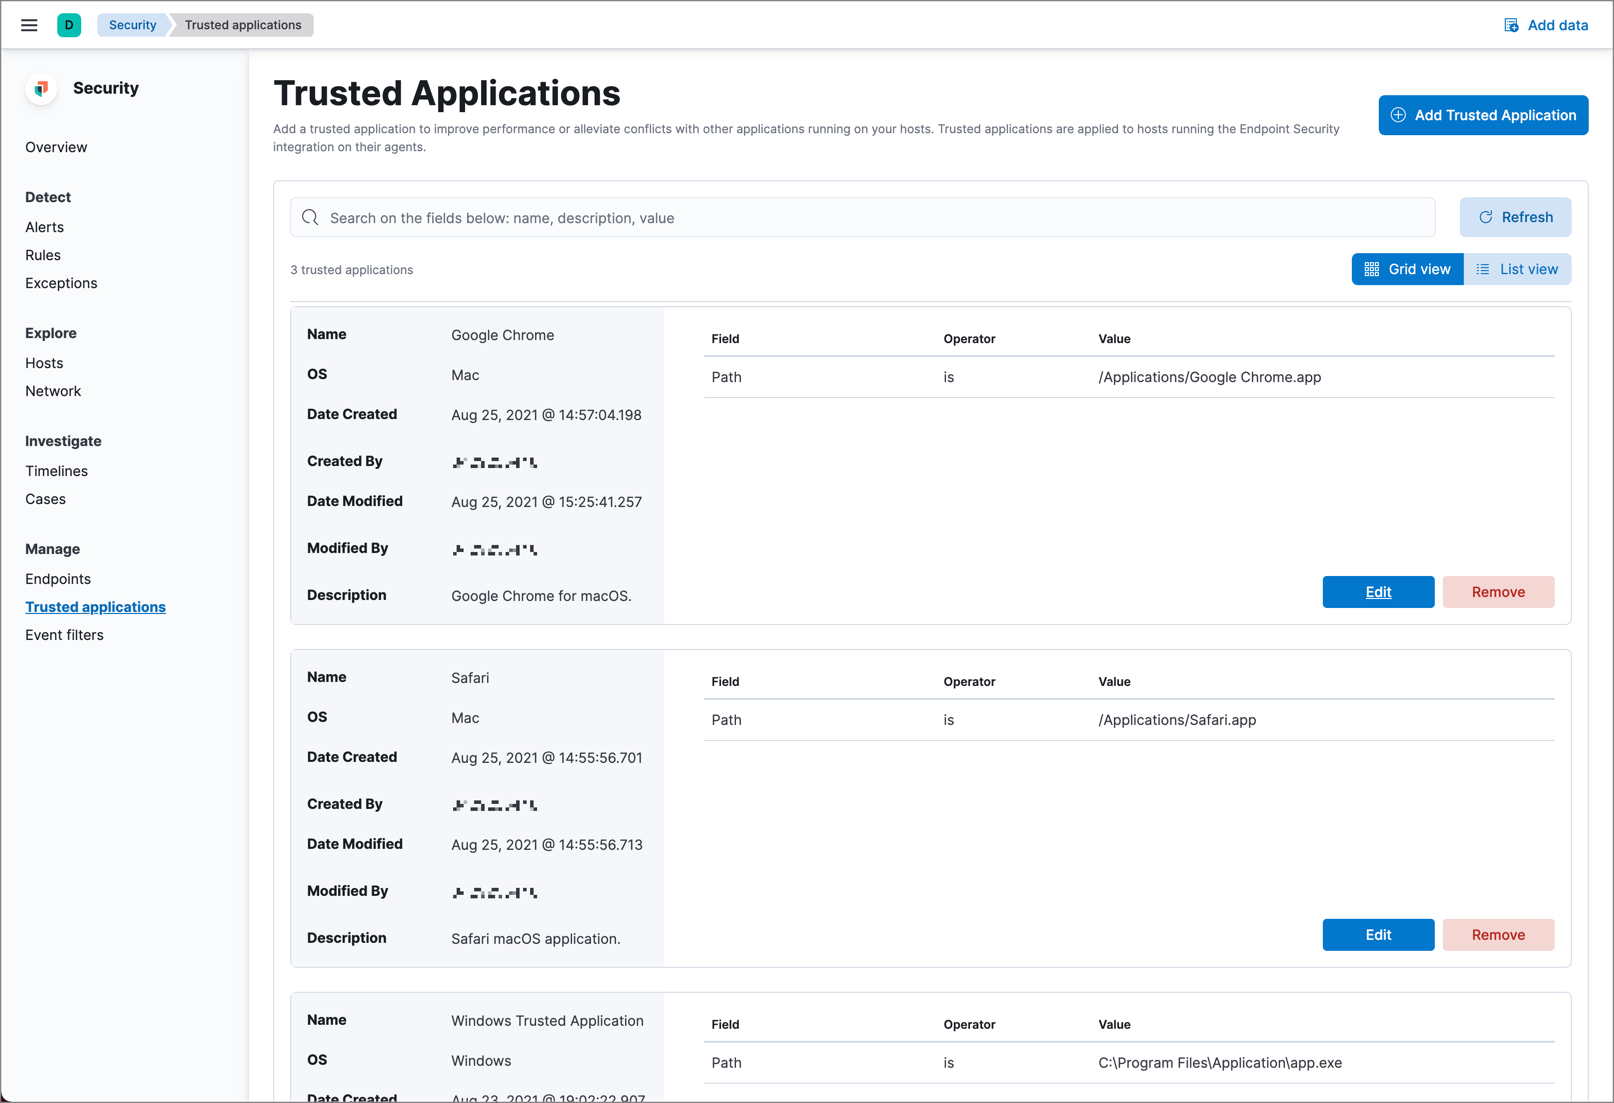 D Security Trusted applications Add data
Security
Overview
Detect
Alerts
Rules
Exceptions
Explore
Hosts
Network
Investigate
Timelines
Cases
Manage
Endpoints
Trusted applications
Event filters
Trusted Applications
Add a trusted application to improve performance or alleviate conflicts with other applications running on your hosts. Trusted applications are applied to hosts running the Endpoint Security
integration on their agents.
Add Trusted Application
Search on the fields below: name, description, value
Refresh
3 trusted applications
Grid view List view
Name Google Chrome
OS Mac
Date Created Aug 25, 2021 @ 14:57:04.198
Created By
Date Modified Aug 25, 2021 @ 15:25:41.257
Modified By
Description Google Chrome for macOS.
Field Operator Value
Path is /Applications/Google Chrome.app
Edit Remove
Name Safari
OS Mac
Date Created Aug 25, 2021 @ 14:55:56.701
Created By
Date Modified Aug 25, 2021 @ 14:55:56.713
Modified By
Description Safari macOS application.
Field Operator Value
Path is /Applications/Safari.app
Edit Remove
Name Windows Trusted Application
OS Windows
Date Created Aug 23, 2021 @ 19:02:22.907
Field Operator Value
Path is C:\Program Files\Application\app.exe